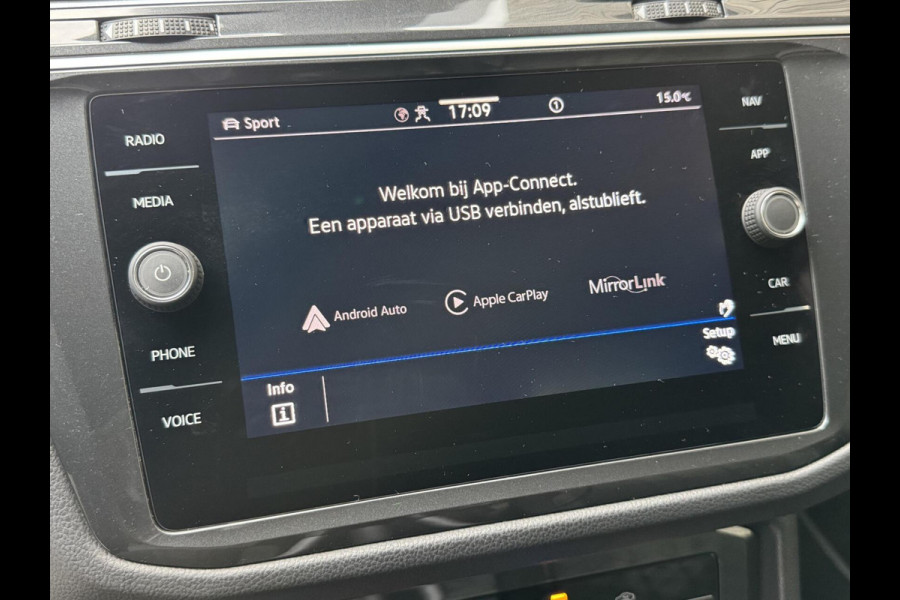 RADIO
MEDIA
PHONE
VOICE
Sport
17:09
1
15.0°C
Welkom bij App-Connect.
Een apparaat via USB verbinden, alstublieft.
Android Auto
Apple CarPlay
MirrorLink
Setup
Info
NAV
APP
CAR
MENU